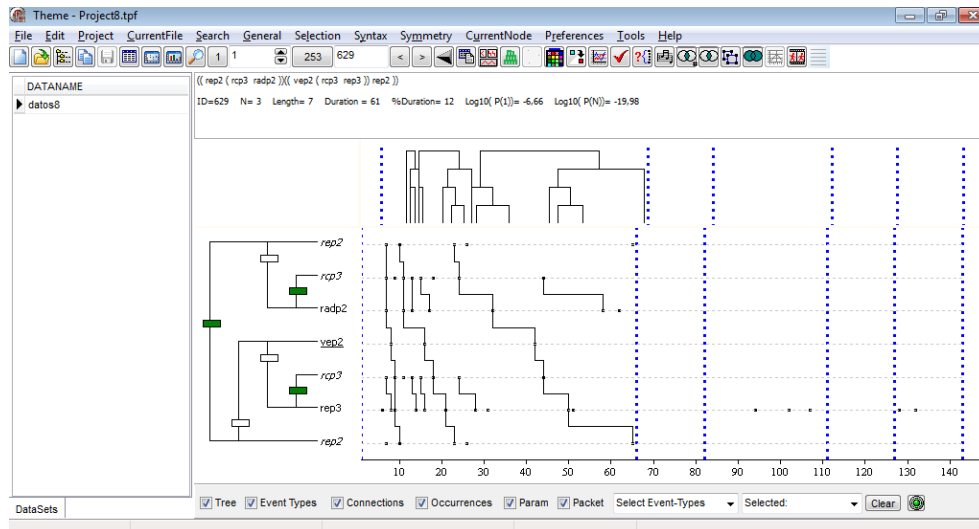 Theme - Project8.tpf
File Edit Project CurrentFile Search General Selection Syntax Symmetry CurrentNode Preferences Tools Help
1 1 253 629 < >
DATANAME
datos8
(( rep2 ( rcp3 radp2 ))(( vep2 ( rcp3 rep3 )) rep2 ))
ID=629 N= 3 Length= 7 Duration = 61 %Duration= 12 Log10( P(1))= -6,66 Log10( P(N))= -19,98
rep2
rcp3
radp2
vep2
rcp3
rep3
rep2
10 20 30 40 50 60 70 80 90 100 110 120 130 140
DataSets
Tree Event Types Connections Occurrences Param Packet Select Event-Types Selected: Clear